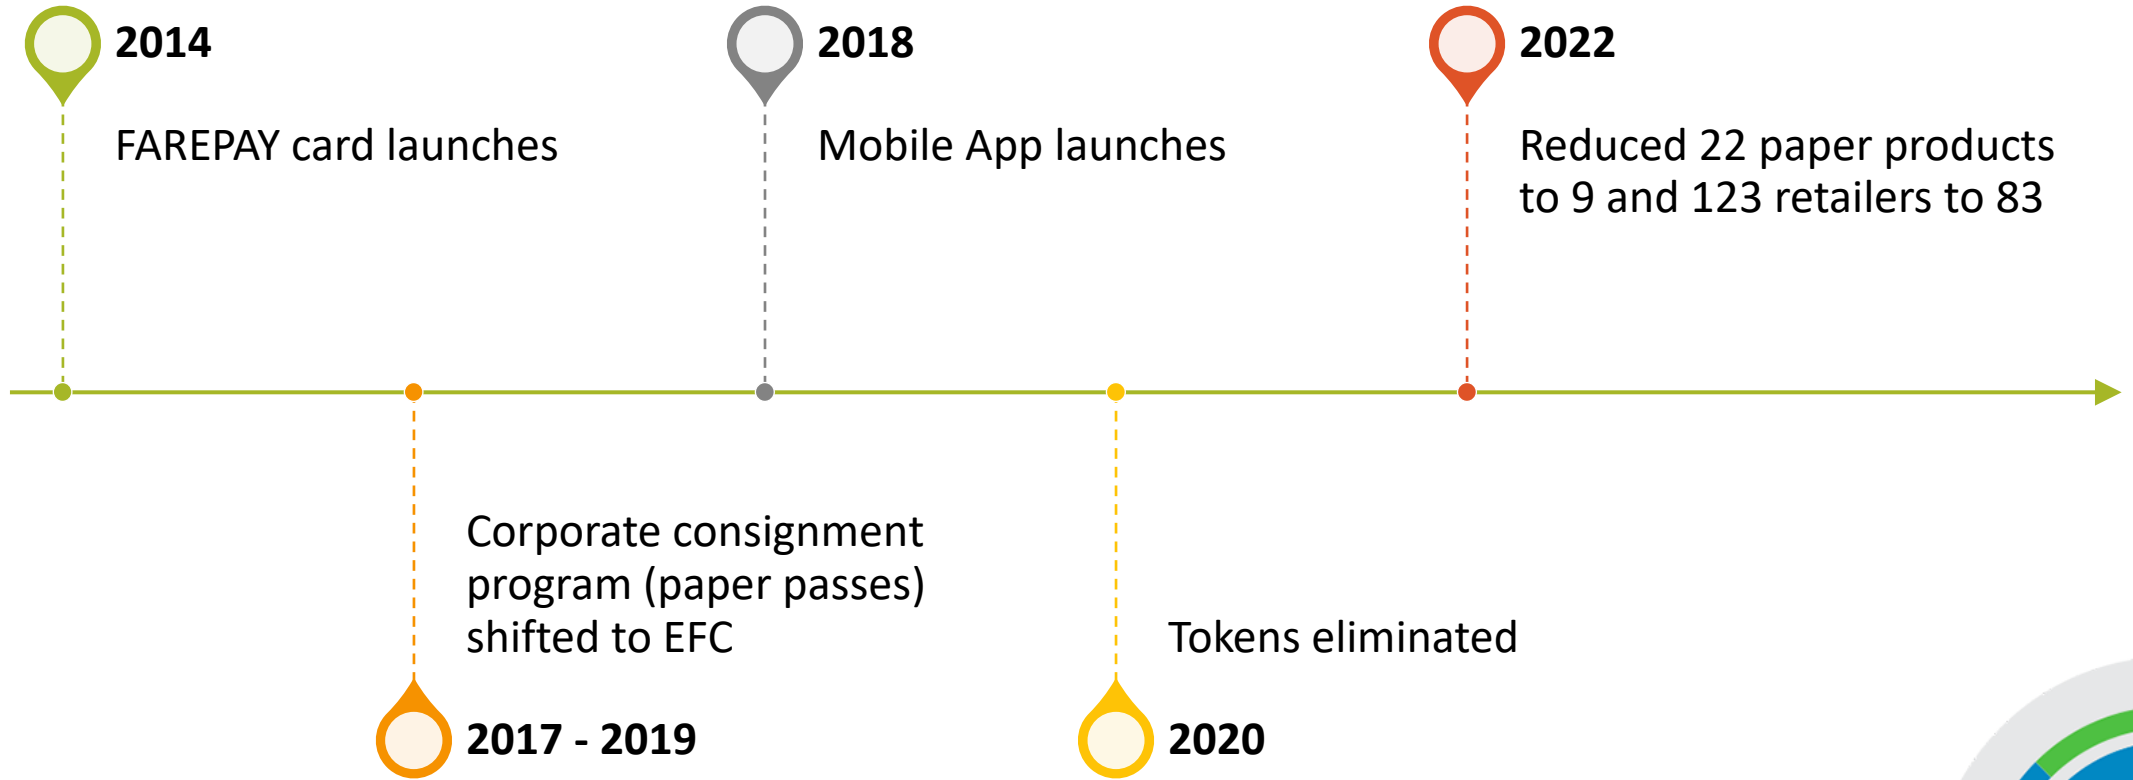 2014
FAREPAY card launches
2018
Mobile App launches
2022
Reduced 22 paper products
to 9 and 123 retailers to 83
Corporate consignment
program (paper passes)
shifted to EFC
2017 - 2019
Tokens eliminated
2020